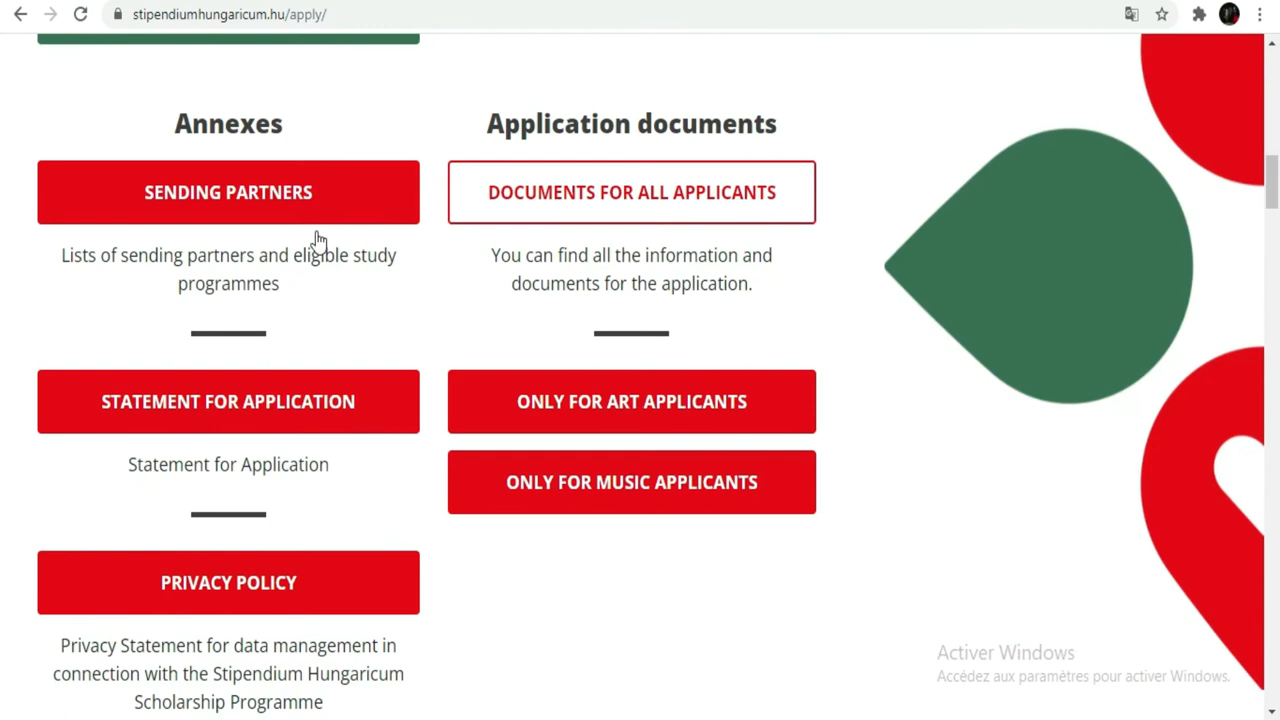 stipendiumhungaricum.hu/apply/
Annexes
SENDING PARTNERS
Lists of sending partners and eligible study
programmes
STATEMENT FOR APPLICATION
Statement for Application
PRIVACY POLICY
Privacy Statement for data management in
connection with the Stipendium Hungaricum
Scholarship Programme
Application documents
DOCUMENTS FOR ALL APPLICANTS
You can find all the information and
documents for the application.
ONLY FOR ART APPLICANTS
ONLY FOR MUSIC APPLICANTS
Activer Windows
Accédez aux paramètres pour activer Windows.